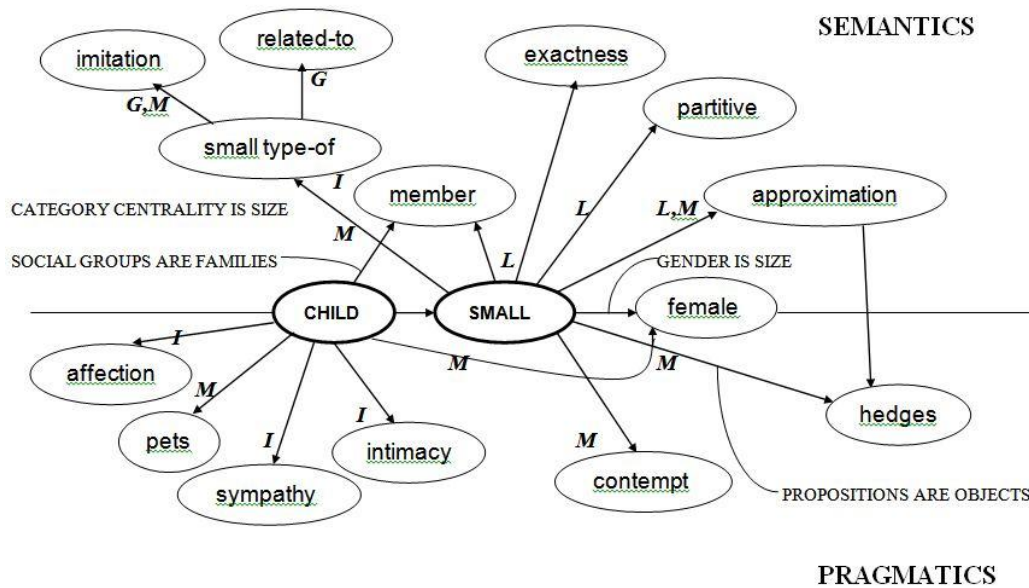 SEMANTICS
related-to
imitation
exactness
G
G,M
partitive
small type-of
I
member
approximation
CATEGORY CENTRALITY IS SIZE
M
L
L,M
SOCIAL GROUPS ARE FAMILIES
L
GENDER IS SIZE
CHILD
SMALL
female
I
M
M
affection
M
I
I
M
hedges
pets
intimacy
sympathy
contempt
PROPOSITIONS ARE OBJECTS
PRAGMATICS